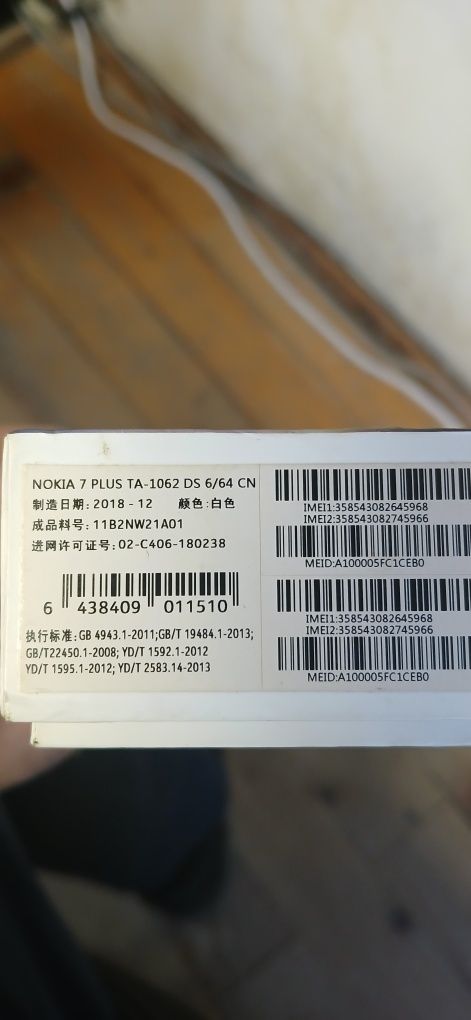 NOKIA 7 PLUS TA-1062 DS 6/64 CN
制造日期: 2018 - 12 颜色:白色
成品料号: 11B2NW21A01
进网许可证号: 02-C406-180238
6 438409 011510
执行标准: GB 4943.1-2011;GB/T 19484.1-2013;
GB/T22450.1-2008; YD/T 1592.1-2012
YD/T 1595.1-2012; YD/T 2583.14-2013
IMEI1:358543082645968
IMEI2:358543082745966
MEID:A100005FC1CEB0
IMEI1:358543082645968
IMEI2:358543082745966
MEID:A100005FC1CEB0